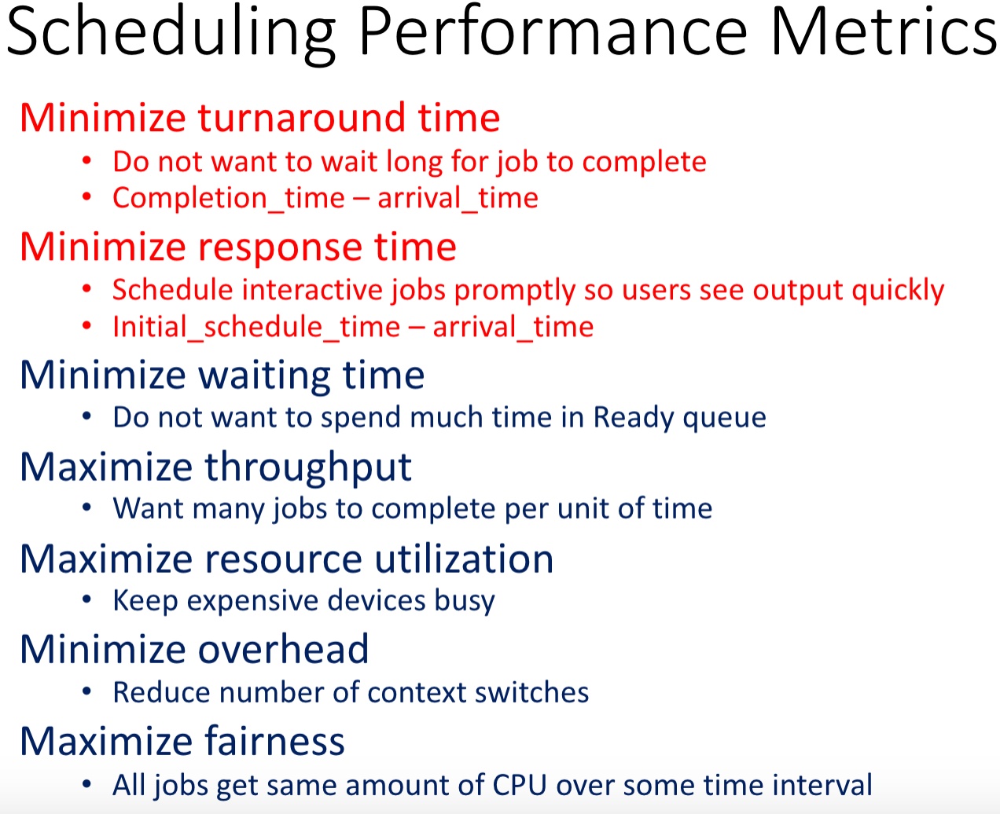 Scheduling Performance Metrics
Minimize turnaround time
• Do not want to wait long for job to complete
• Completion_time – arrival_time
Minimize response time
• Schedule interactive jobs promptly so users see output quickly
• Initial_schedule_time – arrival_time
Minimize waiting time
• Do not want to spend much time in Ready queue
Maximize throughput
• Want many jobs to complete per unit of time
Maximize resource utilization
• Keep expensive devices busy
Minimize overhead
• Reduce number of context switches
Maximize fairness
• All jobs get same amount of CPU over some time interval